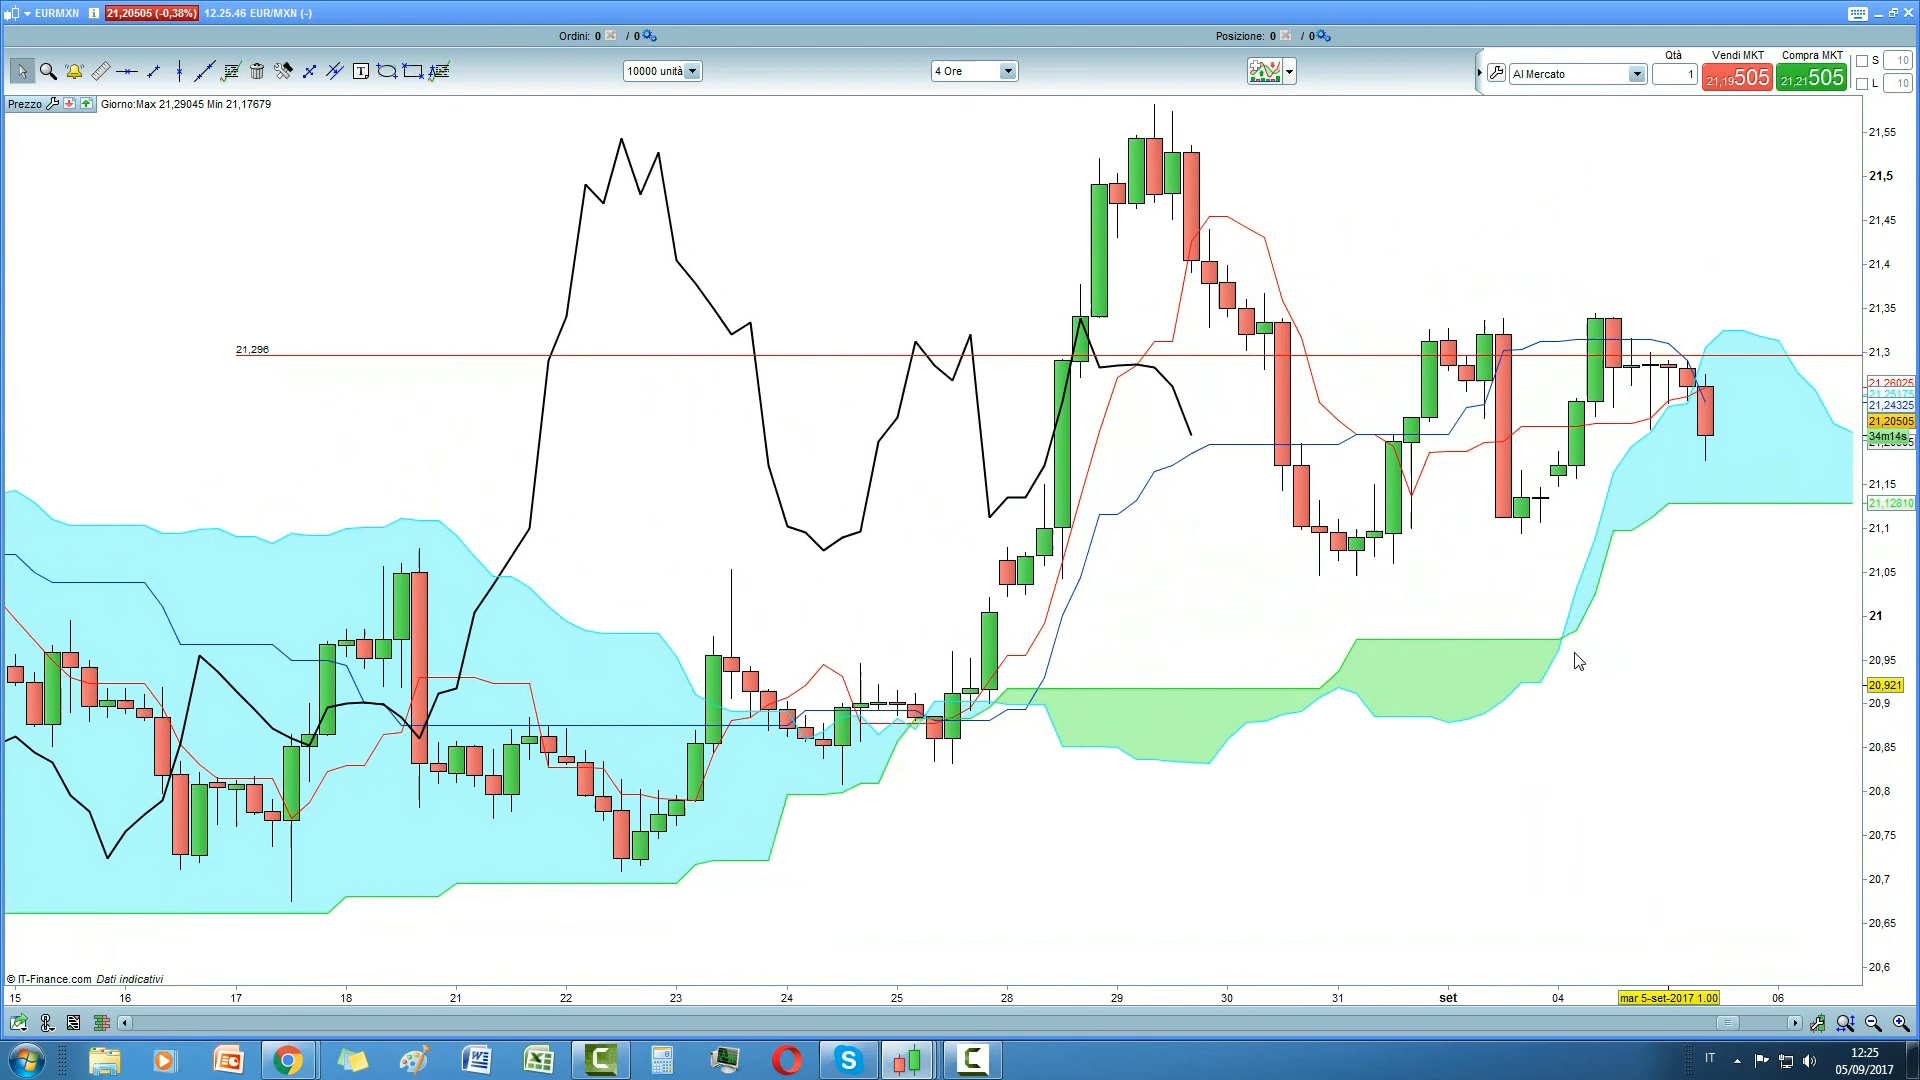 EURMXN 21,20505 (-0,38%) 12.25.46 EUR/MXN (-)
Ordini: 0 / 0 Posizione: 0 / 0
10000 unità 4 Ore Al Mercato
Qtà Vendi MKT Compra MKT
1 21,19505 21,21505
S 10
L 10
Prezzo Giorno:Max 21,29045 Min 21,17679
21,296
21,55
21,5
21,45
21,4
21,35
21,3
21,26025
21,25175
21,24325
21,20505
34m14s
21,15
21,12810
21,1
21,05
21
20,95
20,921
20,9
20,85
20,8
20,75
20,7
20,65
20,6
© IT-Finance.com Dati indicativi
15 16 17 18 21 22 23 24 25 28 29 30 31 set 04 mar 5-set-2017 1.00 06
IT 12:25
05/09/2017